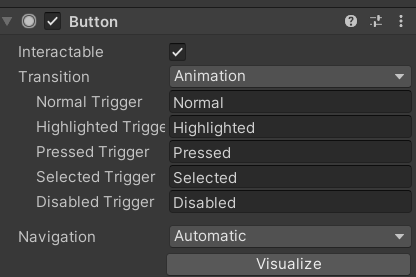 Button
Interactable
Transition Animation
Normal Trigger Normal
Highlighted Trigge Highlighted
Pressed Trigger Pressed
Selected Trigger Selected
Disabled Trigger Disabled
Navigation Automatic
Visualize